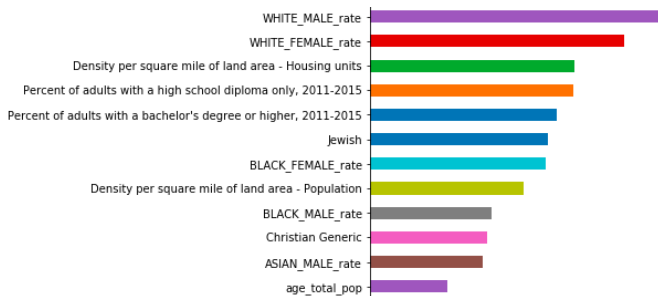 WHITE_MALE_rate
WHITE_FEMALE_rate
Density per square mile of land area - Housing units
Percent of adults with a high school diploma only, 2011-2015
Percent of adults with a bachelor's degree or higher, 2011-2015
Jewish
BLACK_FEMALE_rate
Density per square mile of land area - Population
BLACK_MALE_rate
Christian Generic
ASIAN_MALE_rate
age_total_pop